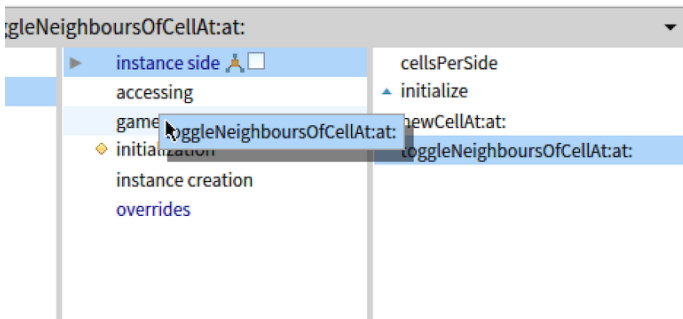 ggleNeighboursOfCellAt:at:
instance side
accessing
game
initialization
instance creation
overrides
toggleNeighboursOfCellAt:at:
cellsPerSide
initialize
newCellAt:at:
toggleNeighboursOfCellAt:at: